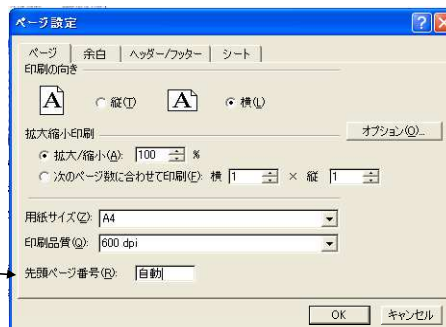 ページ設定
ページ 余白 ヘッダー/フッター シート
印刷の向き
A 縦(T) A 横(L)
拡大縮小印刷 オプション(O)...
拡大/縮小(A): 100 %
次のページ数に合わせて印刷(F): 横 1 × 縦 1
用紙サイズ(Z): A4
印刷品質(Q): 600 dpi
先頭ページ番号(R): 自動
OK キャンセル